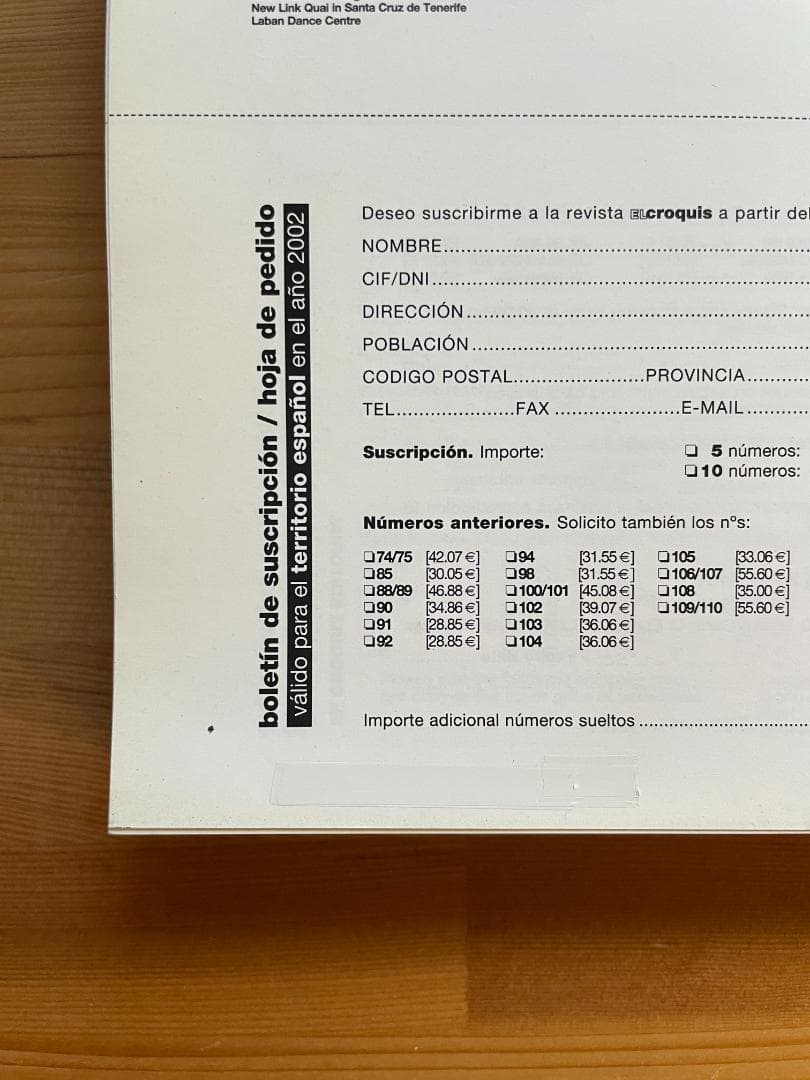 New Link Quai in Santa Cruz de Tenerife
Laban Dance Centre
boletín de suscripción / hoja de pedido
válido para el territorio español en el año 2002
Deseo suscribirme a la revista ELcroquis a partir del
NOMBRE..............................................................
CIF/DNI..............................................................
DIRECCIÓN..........................................................
POBLACIÓN.........................................................
CODIGO POSTAL......................PROVINCIA..........
TEL....................FAX .....................E-MAIL..........
Suscripción. Importe: ❏ 5 números:
❏ 10 números:
Números anteriores. Solicito también los nºs:
❏ 74/75 [42.07 €] ❏ 94 [31.55 €] ❏ 105 [33.06 €]
❏ 85 [30.05 €] ❏ 98 [31.55 €] ❏ 106/107 [55.60 €]
❏ 88/89 [46.88 €] ❏ 100/101 [45.08 €] ❏ 108 [35.00 €]
❏ 90 [34.86 €] ❏ 102 [39.07 €] ❏ 109/110 [55.60 €]
❏ 91 [28.85 €] ❏ 103 [36.06 €]
❏ 92 [28.85 €] ❏ 104 [36.06 €]
Importe adicional números sueltos ..............................